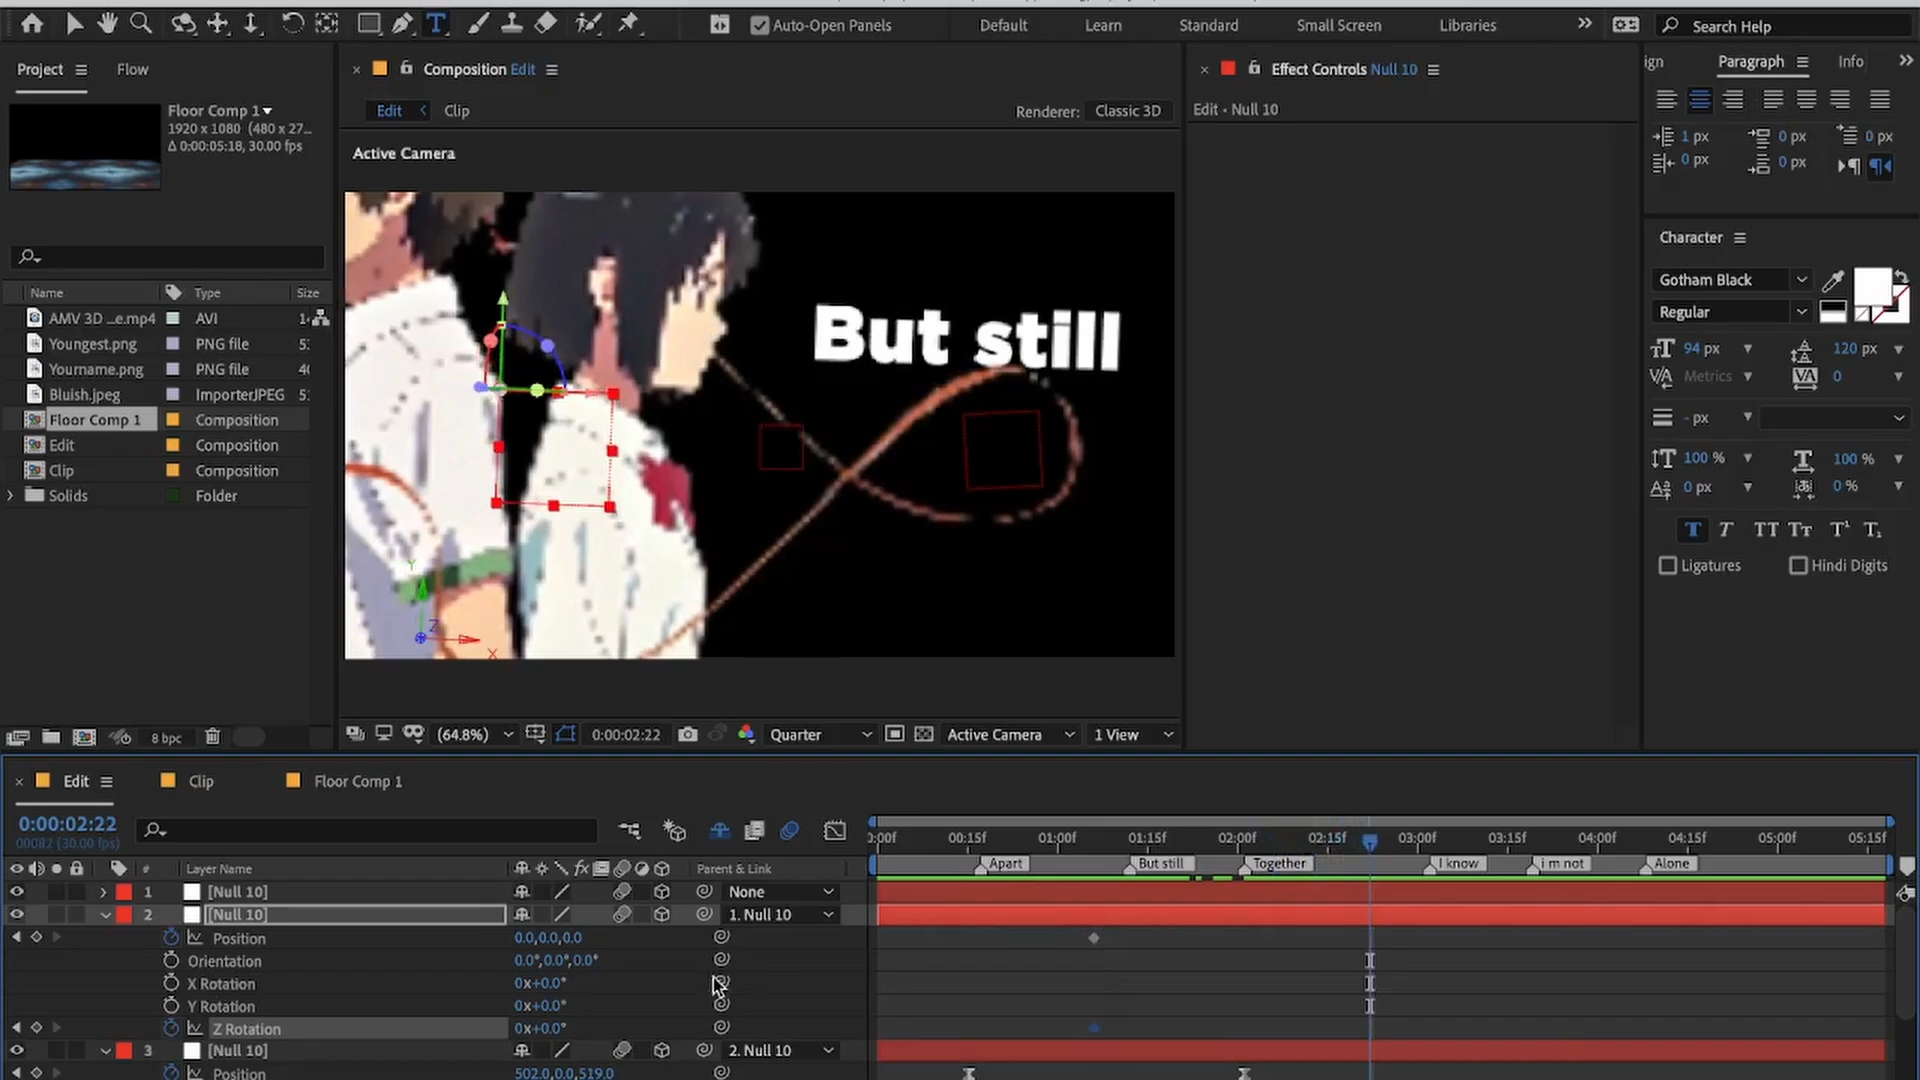 Auto-Open Panels
Default
Learn
Standard
Small Screen
Libraries
Search Help
Project
Flow
Floor Comp 1
1920 x 1080 (480 x 27...
Δ 0:00:05:18, 30.00 fps
Name Type Size
AMV 3D ...e.mp4 AVI 1
Youngest.png PNG file 5
Yourname.png PNG file 4
Bluish.jpeg ImporterJPEG 5
Floor Comp 1 Composition
Edit Composition
Clip Composition
Solids Folder
8 bpc
Composition Edit
Edit Clip
Renderer: Classic 3D
Active Camera
But still
Y
Z
X
(64.8%) 0:00:02:22 Quarter Active Camera 1 View
Effect Controls Null 10
Edit • Null 10
ign Paragraph Info
1 px 0 px 0 px
0 px 0 px
Character
Gotham Black
Regular
94 px 120 px
Metrics 0
- px
100 % 100 %
0 px 0 %
T T TT Tт T¹ T₁
Ligatures Hindi Digits
Edit Clip Floor Comp 1
0:00:02:22
00082 (30.00 fps)
0:00f 00:15f 01:00f 01:15f 02:00f 02:15f 03:00f 03:15f 04:00f 04:15f 05:00f 05:15f
# Layer Name fx Parent & Link
Apart But still Together I know i m not Alone
1 [Null 10] None
2 [Null 10] 1. Null 10
Position 0.0,0.0,0.0
Orientation 0.0°,0.0°,0.0°
X Rotation 0x+0.0°
Y Rotation 0x+0.0°
Z Rotation 0x+0.0°
3 [Null 10] 2. Null 10
Position 502.0,0.0,519.0